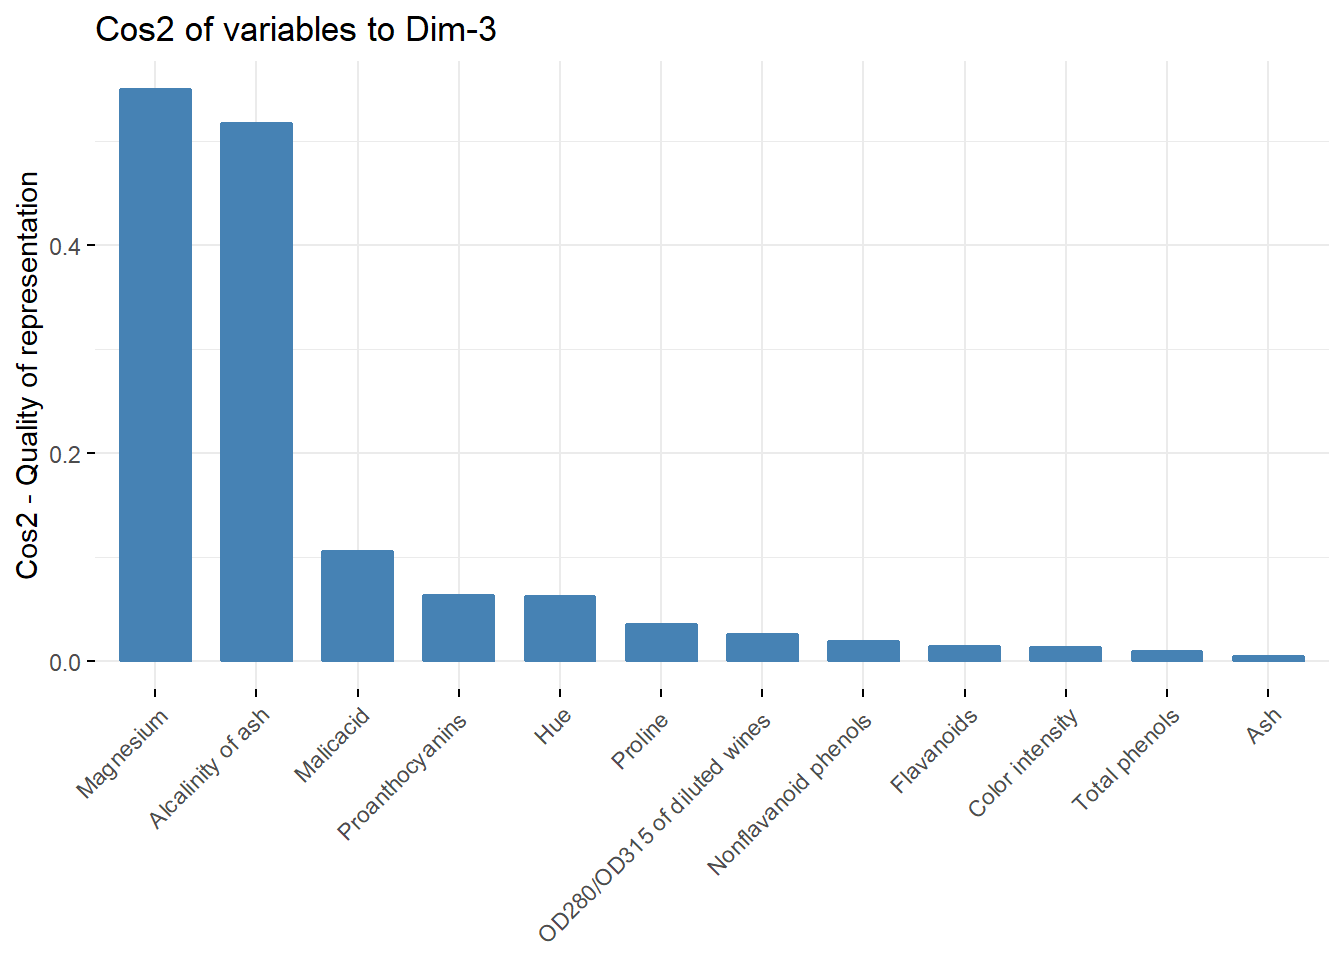 Cos2 of variables to Dim-3
Cos2 - Quality of representation
0.4
0.2
0.0
Magnesium
Alcalinity of ash
Malicacid
Proanthocyanins
Hue
Proline
OD280/OD315 of diluted wines
Nonflavanoid phenols
Flavanoids
Color intensity
Total phenols
Ash